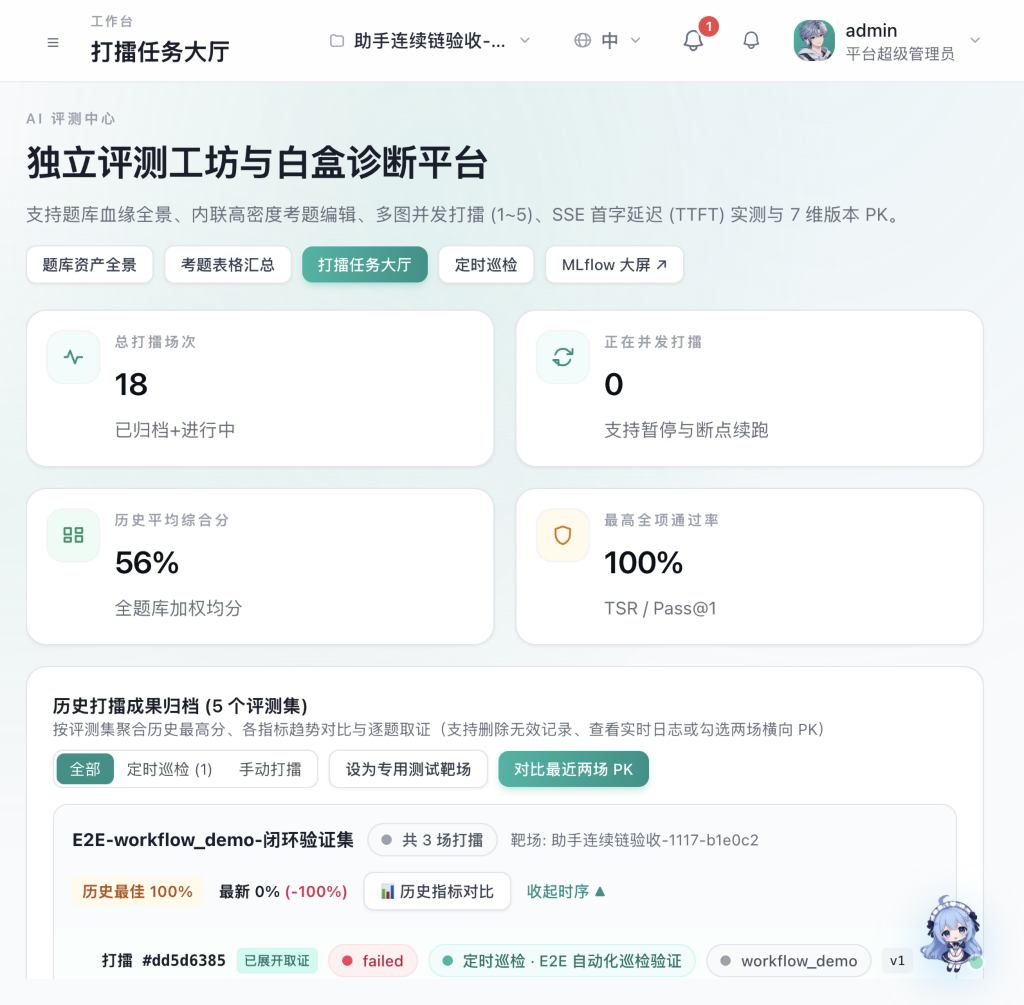 工作台
打擂任务大厅
助手连续链验收-...
中
1
admin
平台超级管理员
AI 评测中心
独立评测工坊与白盒诊断平台
支持题库血缘全景、内联高密度考题编辑、多图并发打擂 (1~5)、SSE 首字延迟 (TTFT) 实测与 7 维版本 PK。
题库资产全景
考题表格汇总
打擂任务大厅
定时巡检
MLflow 大屏 ↗
总打擂场次
18
已归档+进行中
正在并发打擂
0
支持暂停与断点续跑
历史平均综合分
56%
全题库加权均分
最高全项通过率
100%
TSR / Pass@1
历史打擂成果归档 (5 个评测集)
按评测集聚合历史最高分、各指标趋势对比与逐题取证（支持删除无效记录、查看实时日志或勾选两场横向 PK）
全部
定时巡检 (1)
手动打擂
设为专用测试靶场
对比最近两场 PK
E2E-workflow_demo-闭环验证集
共 3 场打擂
靶场: 助手连续链验收-1117-b1e0c2
历史最佳 100%
最新 0% (-100%)
历史指标对比
收起时序 ▲
打擂 #dd5d6385
已展开取证
failed
定时巡检 · E2E 自动化巡检验证
workflow_demo
v1